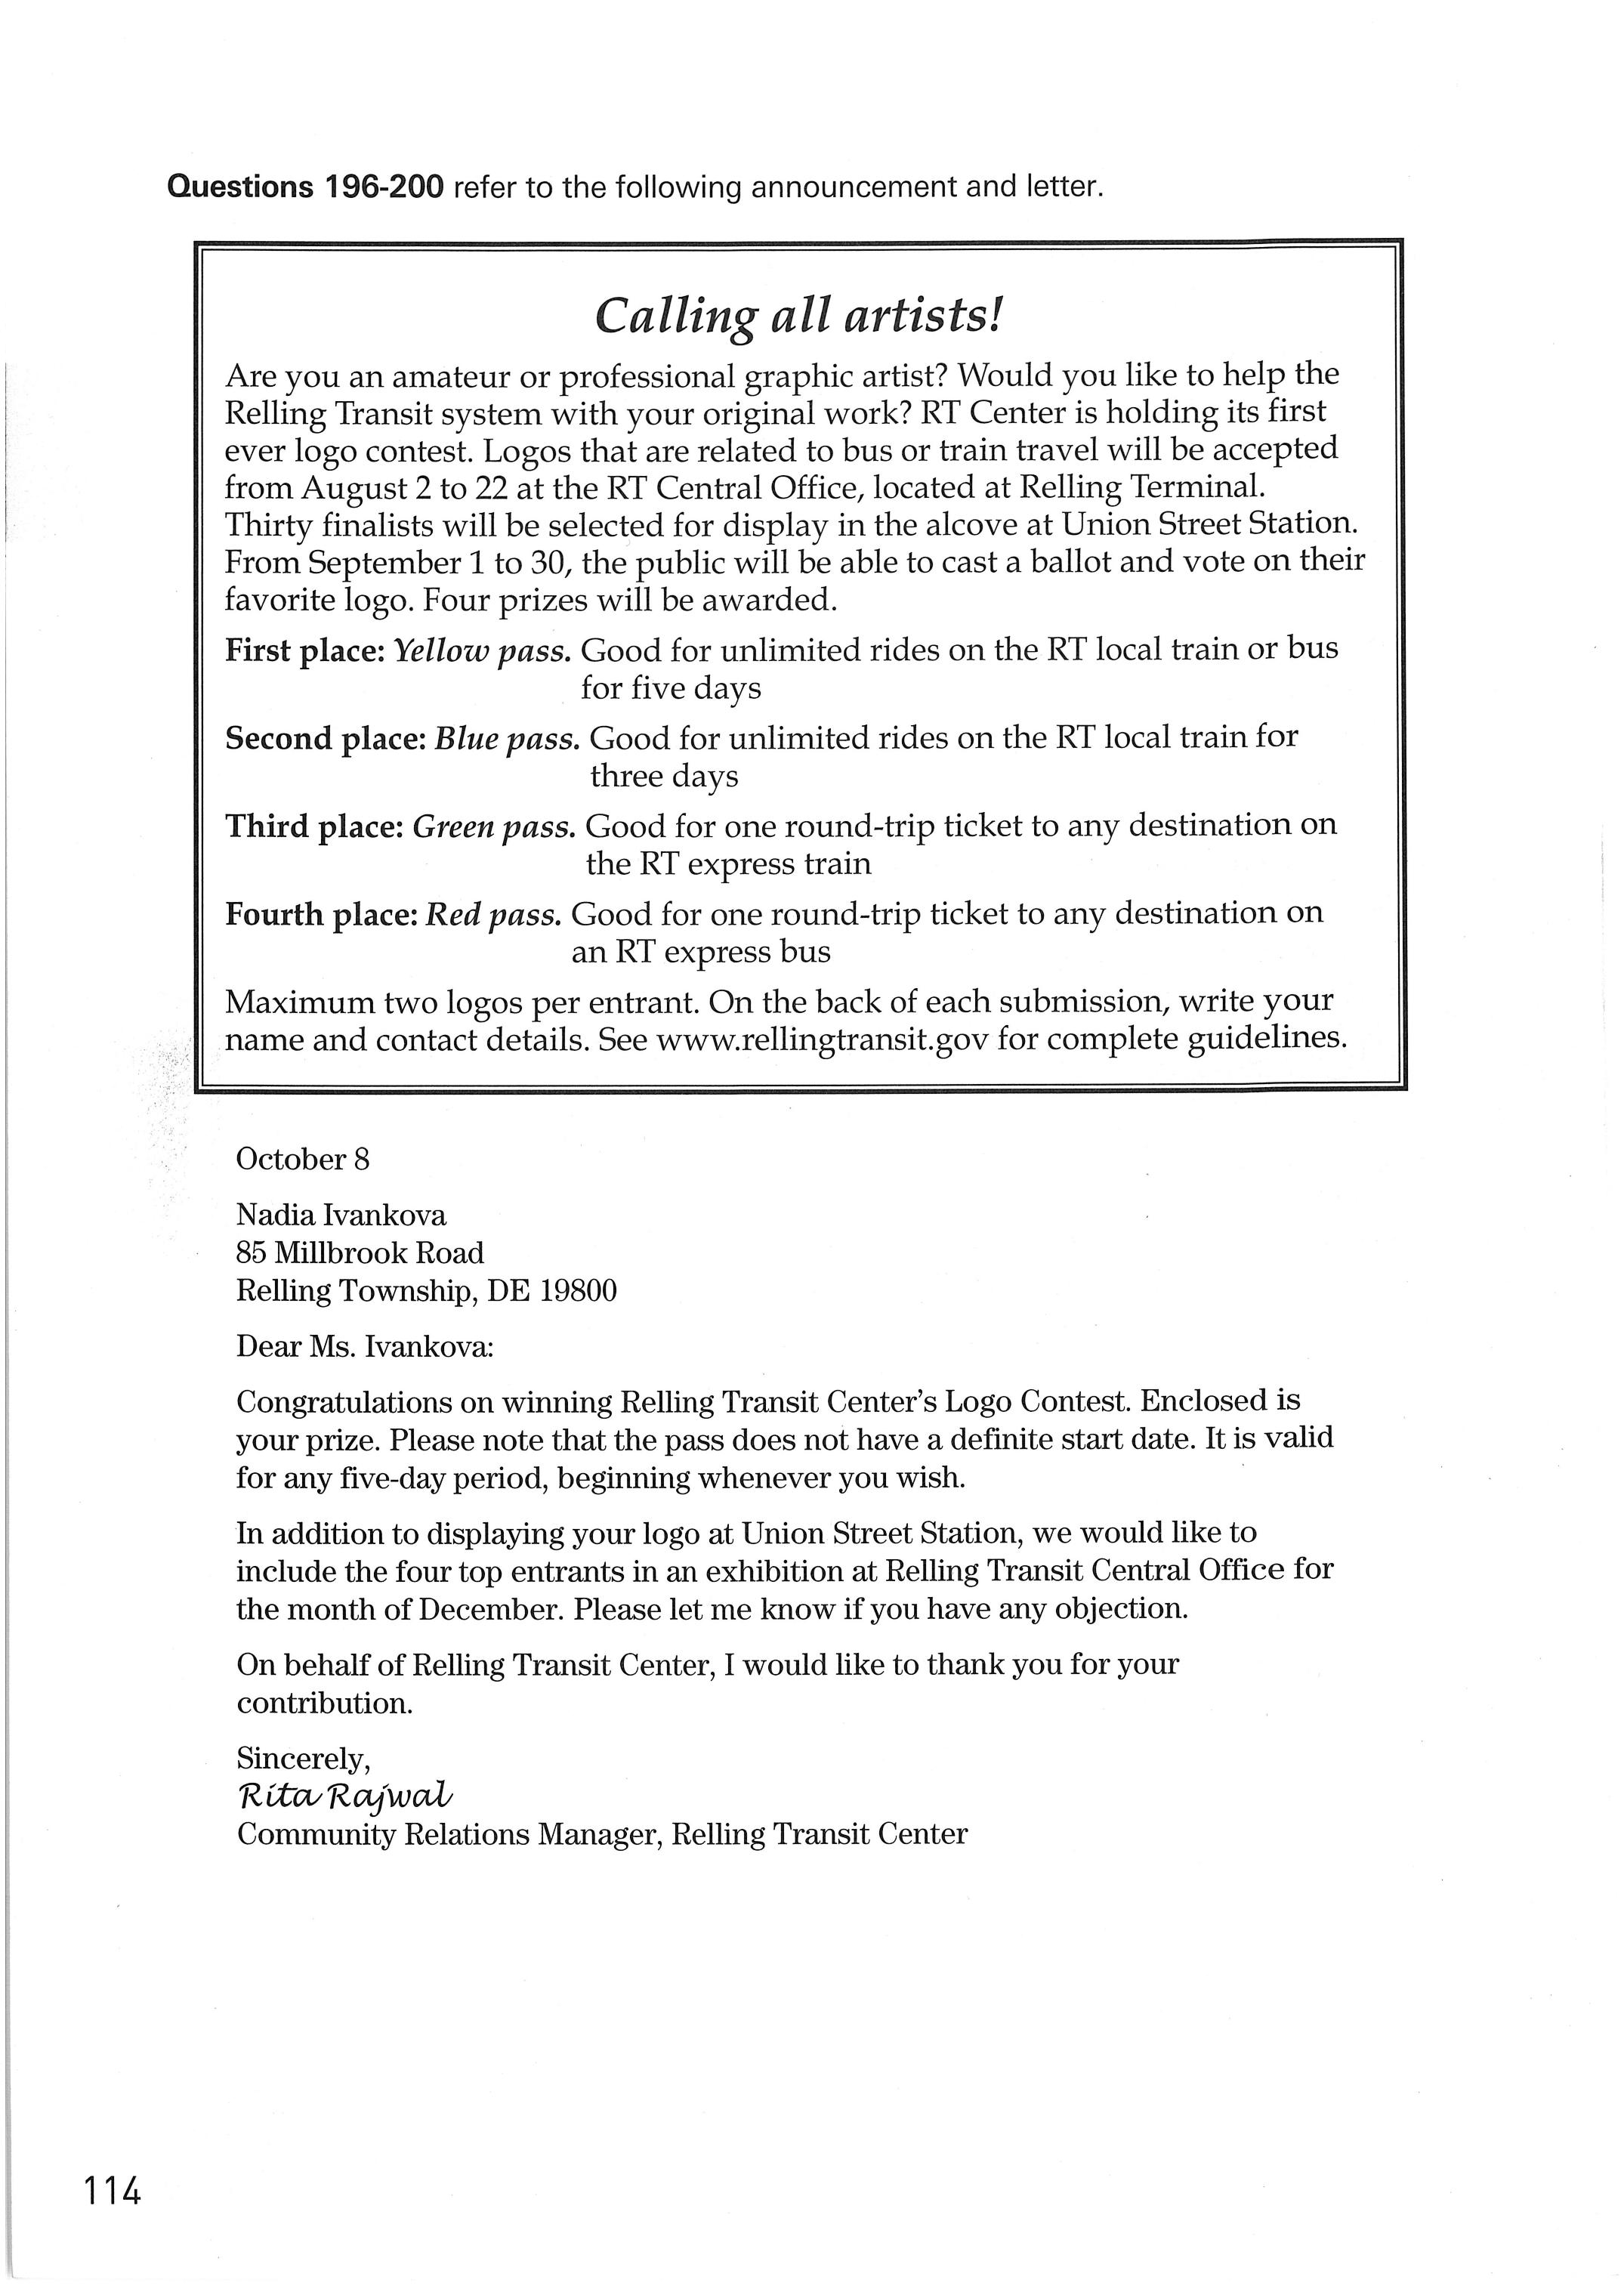 Questions 196-200 refer to the following announcement and letter.
Calling all artists!
Are you an amateur or professional graphic artist? Would you like to help the
Relling Transit system with your original work? RT Center is holding its first
ever logo contest. Logos that are related to bus or train travel will be accepted
from August 2 to 22 at the RT Central Office, located at Relling Terminal.
Thirty finalists will be selected for display in the alcove at Union Street Station.
From September 1 to 30, the public will be able to cast a ballot and vote on their
favorite logo. Four prizes will be awarded.
First place: Yellow pass. Good for unlimited rides on the RT local train or bus
for five days
Second place: Blue pass. Good for unlimited rides on the RT local train for
three days
Third place: Green pass. Good for one round-trip ticket to any destination on
the RT express train
Fourth place: Red pass. Good for one round-trip ticket to any destination on
an RT express bus
Maximum two logos per entrant. On the back of each submission, write your
name and contact details. See www.rellingtransit.gov for complete guidelines.
October 8
Nadia Ivankova
85 Millbrook Road
Relling Township, DE 19800
Dear Ms. Ivankova:
Congratulations on winning Relling Transit Center's Logo Contest. Enclosed is
your prize. Please note that the pass does not have a definite start date. It is valid
for any five-day period, beginning whenever you wish.
In addition to displaying your logo at Union Street Station, we would like to
include the four top entrants in an exhibition at Relling Transit Central Office for
the month of December. Please let me know if you have any objection.
On behalf of Relling Transit Center, I would like to thank you for your
contribution.
Sincerely,
Rita Rajwal
Community Relations Manager, Relling Transit Center
114